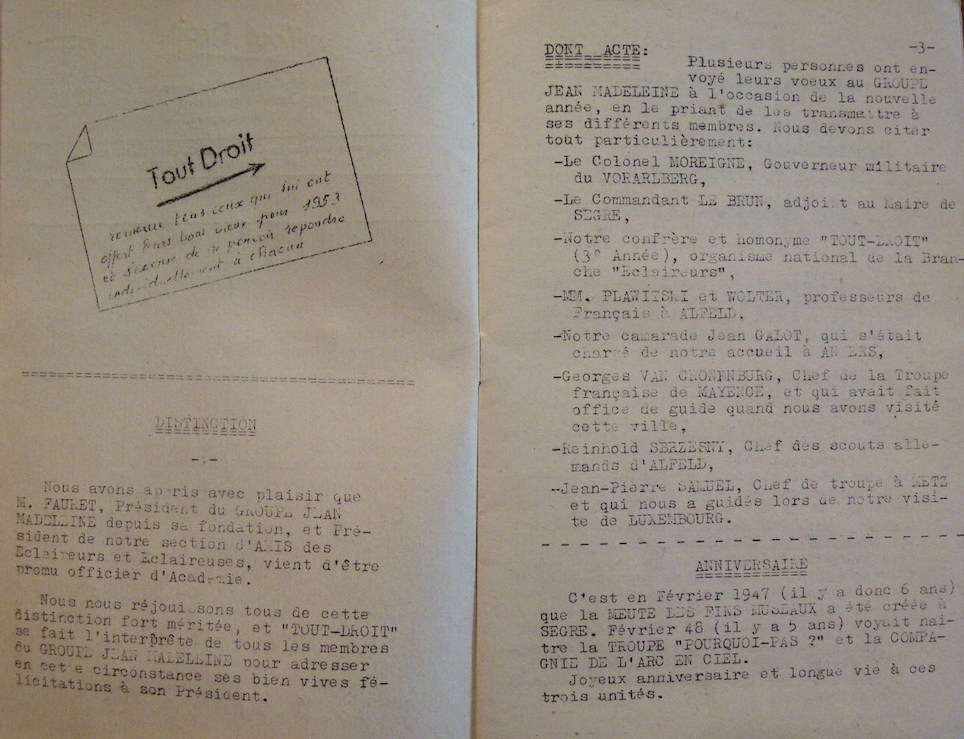 Tout Droit
remercie tous ceux qui lui ont
offert leurs bons vœux pour 1953
et s'excuse de ne pouvoir répondre
individuellement à chacun
DISTINCTION
-:-
Nous avons appris avec plaisir que
M. FAURET, Président du GROUPE JEAN
MADELEINE depuis sa fondation, et Pré-
sident de notre section d'AMIS des
Eclaireurs et Eclaireuses, vient d'être
promu officier d'Académie.
Nous nous réjouissons tous de cette
distinction fort méritée, et "TOUT-DROIT"
se fait l'interprête de tous les membres
du GROUPE JEAN MADELEINE pour adresser
en cette circonstance ses bien vives fé-
licitations à son Président.
-3-
DONT ACTE:
Plusieurs personnes ont en-
voyé leurs voeux au GROUPE
JEAN MADELEINE à l'occasion de la nouvelle
année, en le priant de les transmettre à
ses différents membres. Nous devons citer
tout particulièrement:
-Le Colonel MOREIGNE, Gouverneur militaire
du VORARLBERG,
-Le Commandant LE BRUN, adjoint au Maire de
SEGRE,
-Notre confrère et homonyme "TOUT-DROIT"
(3° Année), organisme national de la Bran-
che "Eclaireurs",
-MM. PLAWITSKI et WOLTER, professeurs de
Français à ALFELD,
-Notre camarade Jean GALOT, qui s'était
chargé de notre accueil à ANGERS,
-Georges VAN CRONENBURG, Chef de la Troupe
française de MAYENCE, et qui avait fait
office de guide quand nous avons visité
cette ville,
-Reinhold SBRZESNY, Chef des scouts alle-
mands d'ALFELD,
-Jean-Pierre SAMUEL, Chef de troupe à METZ
et qui nous a guidés lors de notre visi-
te de LUXEMBOURG.
ANNIVERSAIRE
C'est en Février 1947 (il y a donc 6 ans)
que la MEUTE DES FINS MUSEAUX a été créée à
SEGRE. Février 48 (il y a 5 ans) voyait naî-
tre la TROUPE "POURQUOI-PAS ?" et la COMPA-
GNIE DE L'ARC EN CIEL.
Joyeux anniversaire et longue vie à ces
trois unités.